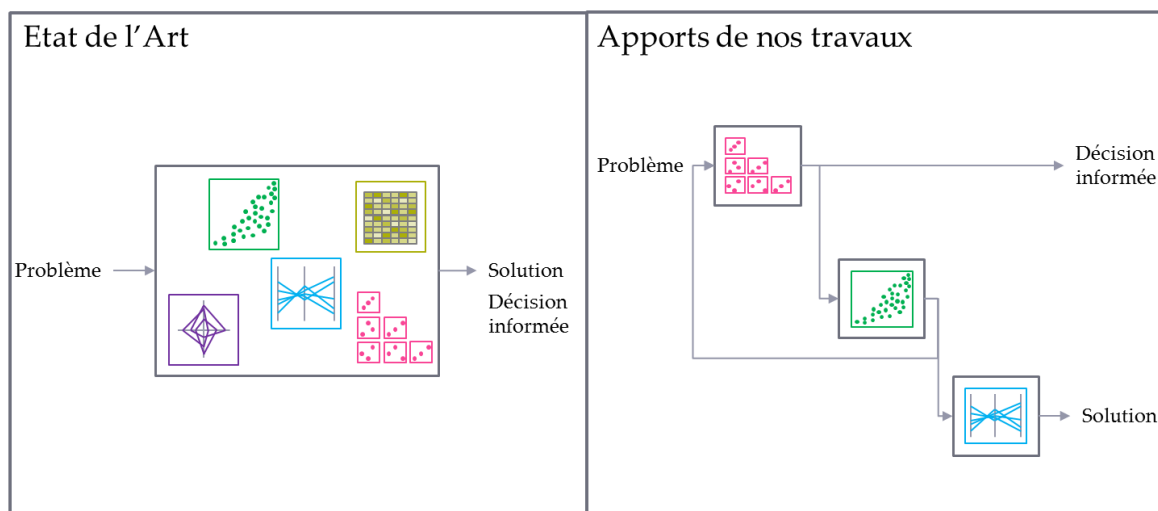 Etat de l'Art
Problème
Solution
Décision
informée
Apports de nos travaux
Problème
Décision
informée
Solution